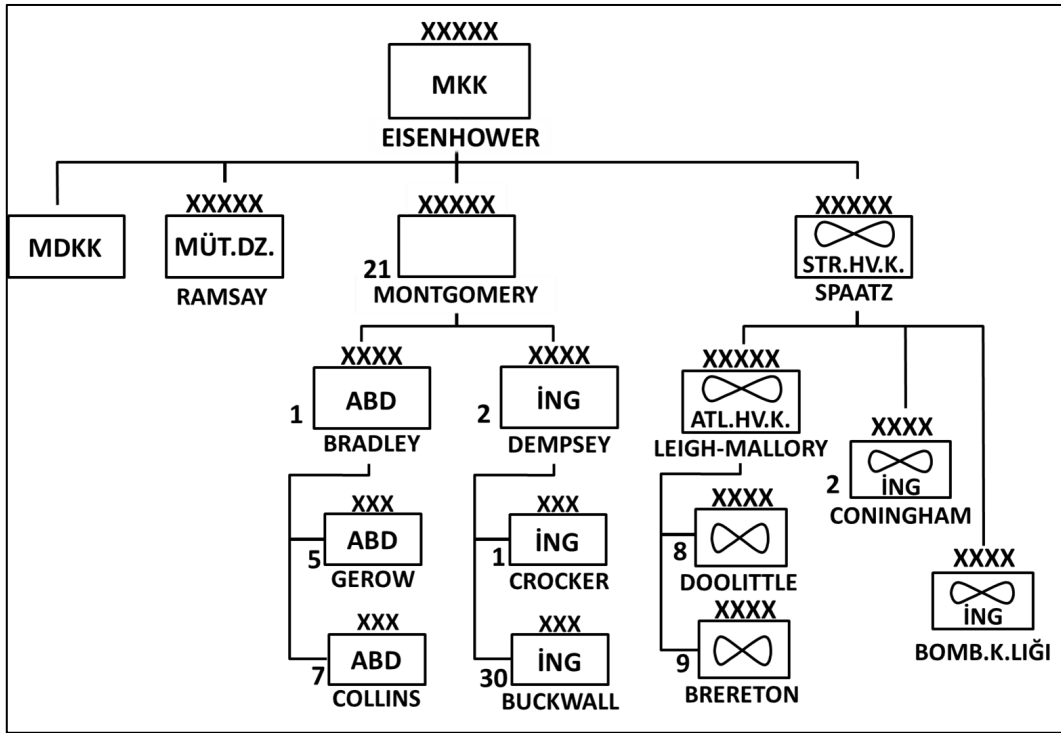 XXXXX
MKK
EISENHOWER
MDKK
XXXXX
MÜT.DZ.
RAMSAY
XXXXX
21
MONTGOMERY
XXXXX
STR.HV.K.
SPAATZ
XXXX
1 ABD
BRADLEY
XXXX
2 İNG
DEMPSEY
XXXXX
ATL.HV.K.
LEIGH-MALLORY
XXXX
2 İNG
CONINGHAM
XXX
5 ABD
GEROW
XXX
1 İNG
CROCKER
XXXX
8
DOOLITTLE
XXXX
İNG
BOMB.K.LIĞI
XXX
7 ABD
COLLINS
XXX
30 İNG
BUCKWALL
XXXX
9
BRERETON